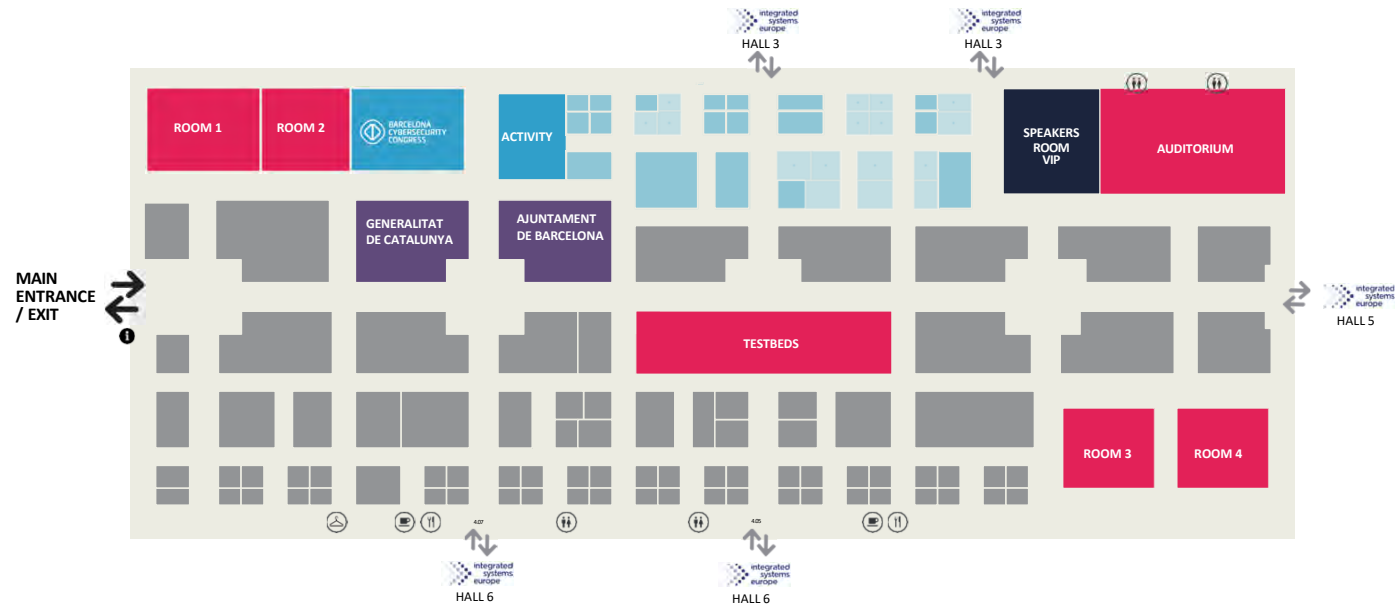 integrated
systems
europe
HALL 3
integrated
systems
europe
HALL 3
ROOM 1
ROOM 2
BARCELONA
CYBERSECURITY
CONGRESS
ACTIVITY
SPEAKERS
ROOM
VIP
AUDITORIUM
GENERALITAT
DE CATALUNYA
AJUNTAMENT
DE BARCELONA
MAIN
ENTRANCE
/ EXIT
i
integrated
systems
europe
HALL 5
TESTBEDS
ROOM 3
ROOM 4
4.07
4.05
integrated
systems
europe
HALL 6
integrated
systems
europe
HALL 6